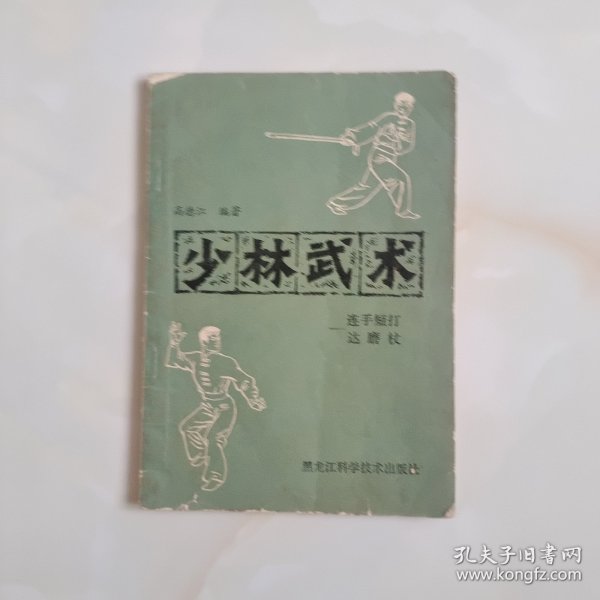 高德江 编著
少林武术
—连手短打
达磨杖
黑龙江科学技术出版社
孔夫子旧书网
www.kongfz.com